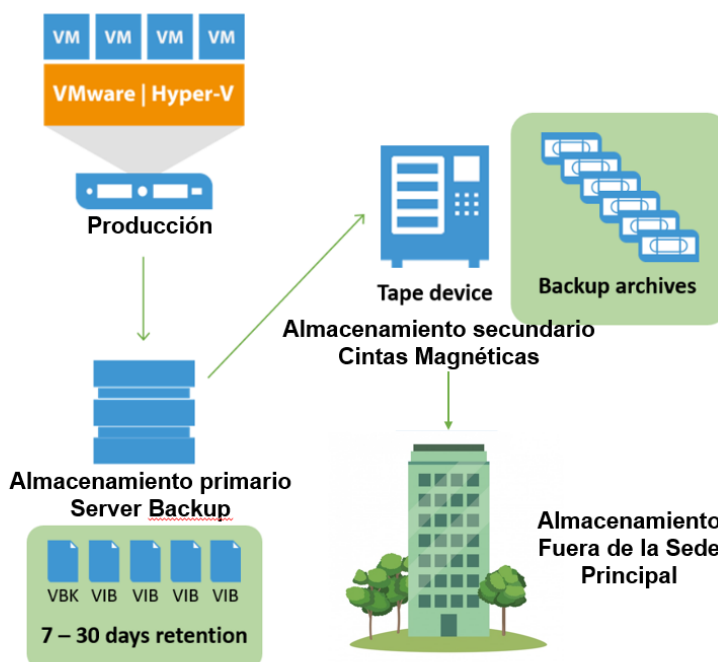 VM VM VM VM
VMware | Hyper-V
Producción
Tape device
Backup archives
Almacenamiento secundario
Cintas Magnéticas
Almacenamiento primario
Server Backup
VBK VIB VIB VIB VIB
7 – 30 days retention
Almacenamiento
Fuera de la Sede
Principal